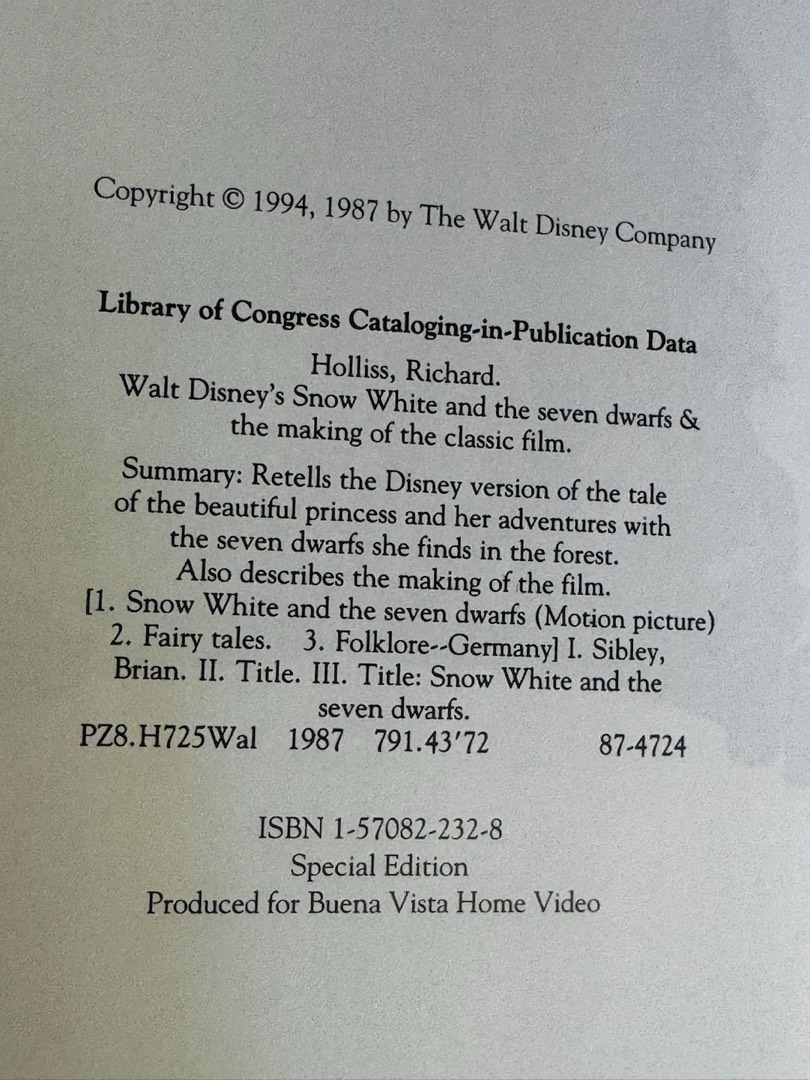 Copyright © 1994, 1987 by The Walt Disney Company
Library of Congress Cataloging-in-Publication Data
Holliss, Richard.
Walt Disney's Snow White and the seven dwarfs &
the making of the classic film.
Summary: Retells the Disney version of the tale
of the beautiful princess and her adventures with
the seven dwarfs she finds in the forest.
Also describes the making of the film.
[1. Snow White and the seven dwarfs (Motion picture)
2. Fairy tales. 3. Folklore--Germany] I. Sibley,
Brian. II. Title. III. Title: Snow White and the
seven dwarfs.
PZ8.H725Wal 1987 791.43'72 87-4724
ISBN 1-57082-232-8
Special Edition
Produced for Buena Vista Home Video